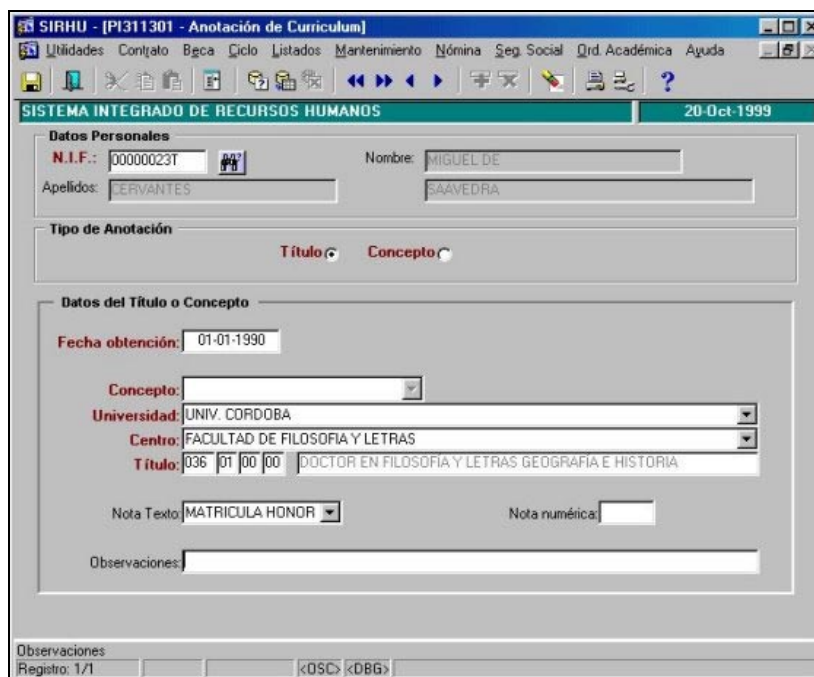 SIRHU - [PI311301 - Anotación de Curriculum]
Utilidades Contrato Beca Ciclo Listados Mantenimiento Nómina Seg. Social Ord. Académica Ayuda
SISTEMA INTEGRADO DE RECURSOS HUMANOS 20-Oct-1999
Datos Personales
N.I.F.: 00000023T Nombre: MIGUEL DE
Apellidos: CERVANTES SAAVEDRA
Tipo de Anotación
Título Concepto
Datos del Título o Concepto
Fecha obtención: 01-01-1990
Concepto:
Universidad: UNIV. CORDOBA
Centro: FACULTAD DE FILOSOFIA Y LETRAS
Título: 036 01 00 00 DOCTOR EN FILOSOFÍA Y LETRAS GEOGRAFÍA E HISTORIA
Nota Texto: MATRICULA HONOR Nota numérica:
Observaciones:
Observaciones
Registro: 1/1 <OSC> <DBG>